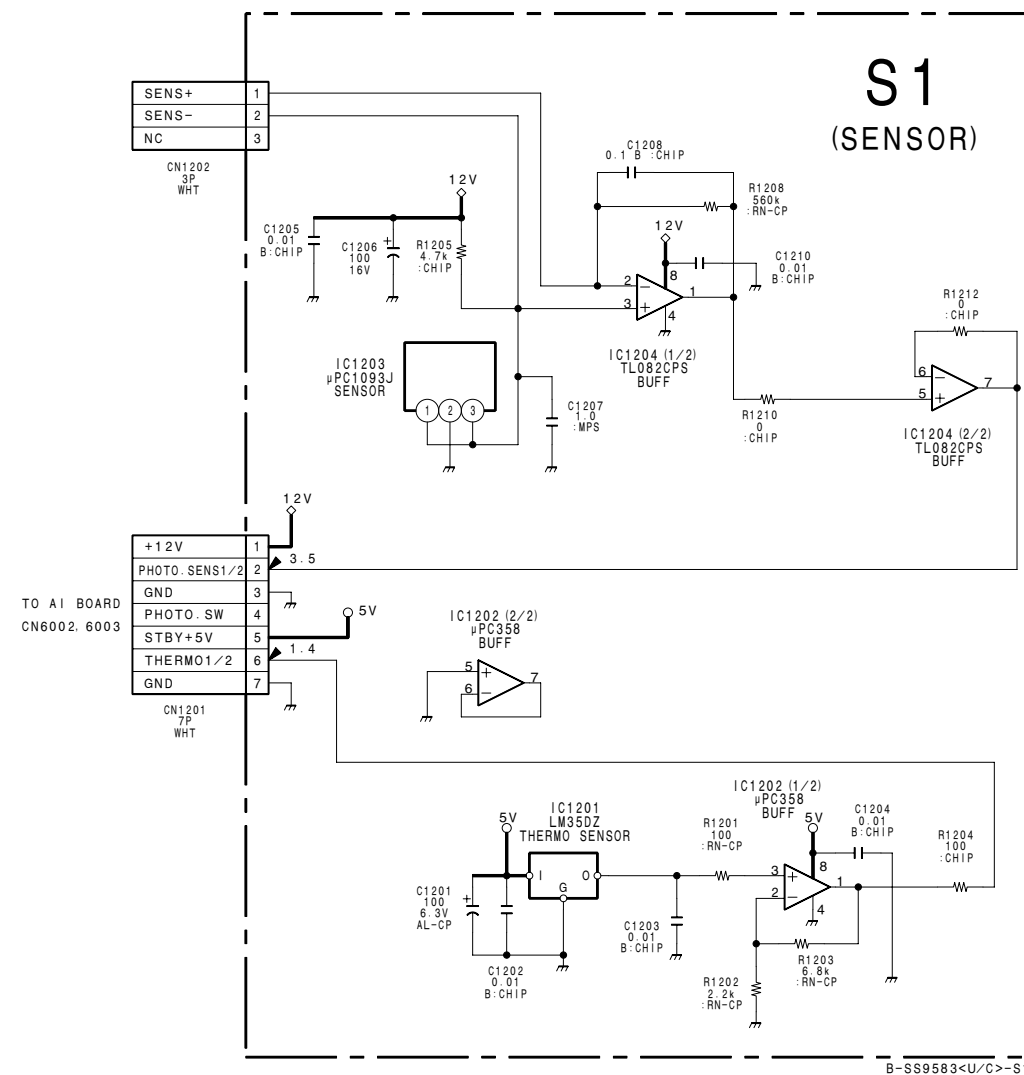 S1
(SENSOR)
SENS+ 1
SENS- 2
NC 3
CN1202
3P
WHT
C1205
0.01
B:CHIP
C1206
100
16V
12V
R1205
4.7k
:CHIP
C1208
0.1 B :CHIP
R1208
560k
:RN-CP
12V
C1210
0.01
B:CHIP
2
3
8
1
4
IC1204 (1/2)
TL082CPS
BUFF
IC1203
µPC1093J
SENSOR
1 2 3
C1207
1.0
:MPS
R1210
0
:CHIP
R1212
0
:CHIP
6
5
7
IC1204 (2/2)
TL082CPS
BUFF
12V
TO AI BOARD
CN6002, 6003
+12V 1
PHOTO.SENS1/2 2
GND 3
PHOTO.SW 4
STBY+5V 5
THERMO1/2 6
GND 7
CN1201
7P
WHT
3.5
5V
1.4
IC1202 (2/2)
µPC358
BUFF
5
6
7
IC1201
LM35DZ
THERMO SENSOR
5V
I O
G
C1201
100
6.3V
AL-CP
C1202
0.01
B:CHIP
C1203
0.01
B:CHIP
R1201
100
:RN-CP
IC1202 (1/2)
µPC358
BUFF
5V
C1204
0.01
B:CHIP
3
2
8
1
4
R1204
100
:CHIP
R1203
6.8k
:RN-CP
R1202
2.2k
:RN-CP
B-SS9583<U/C>-S